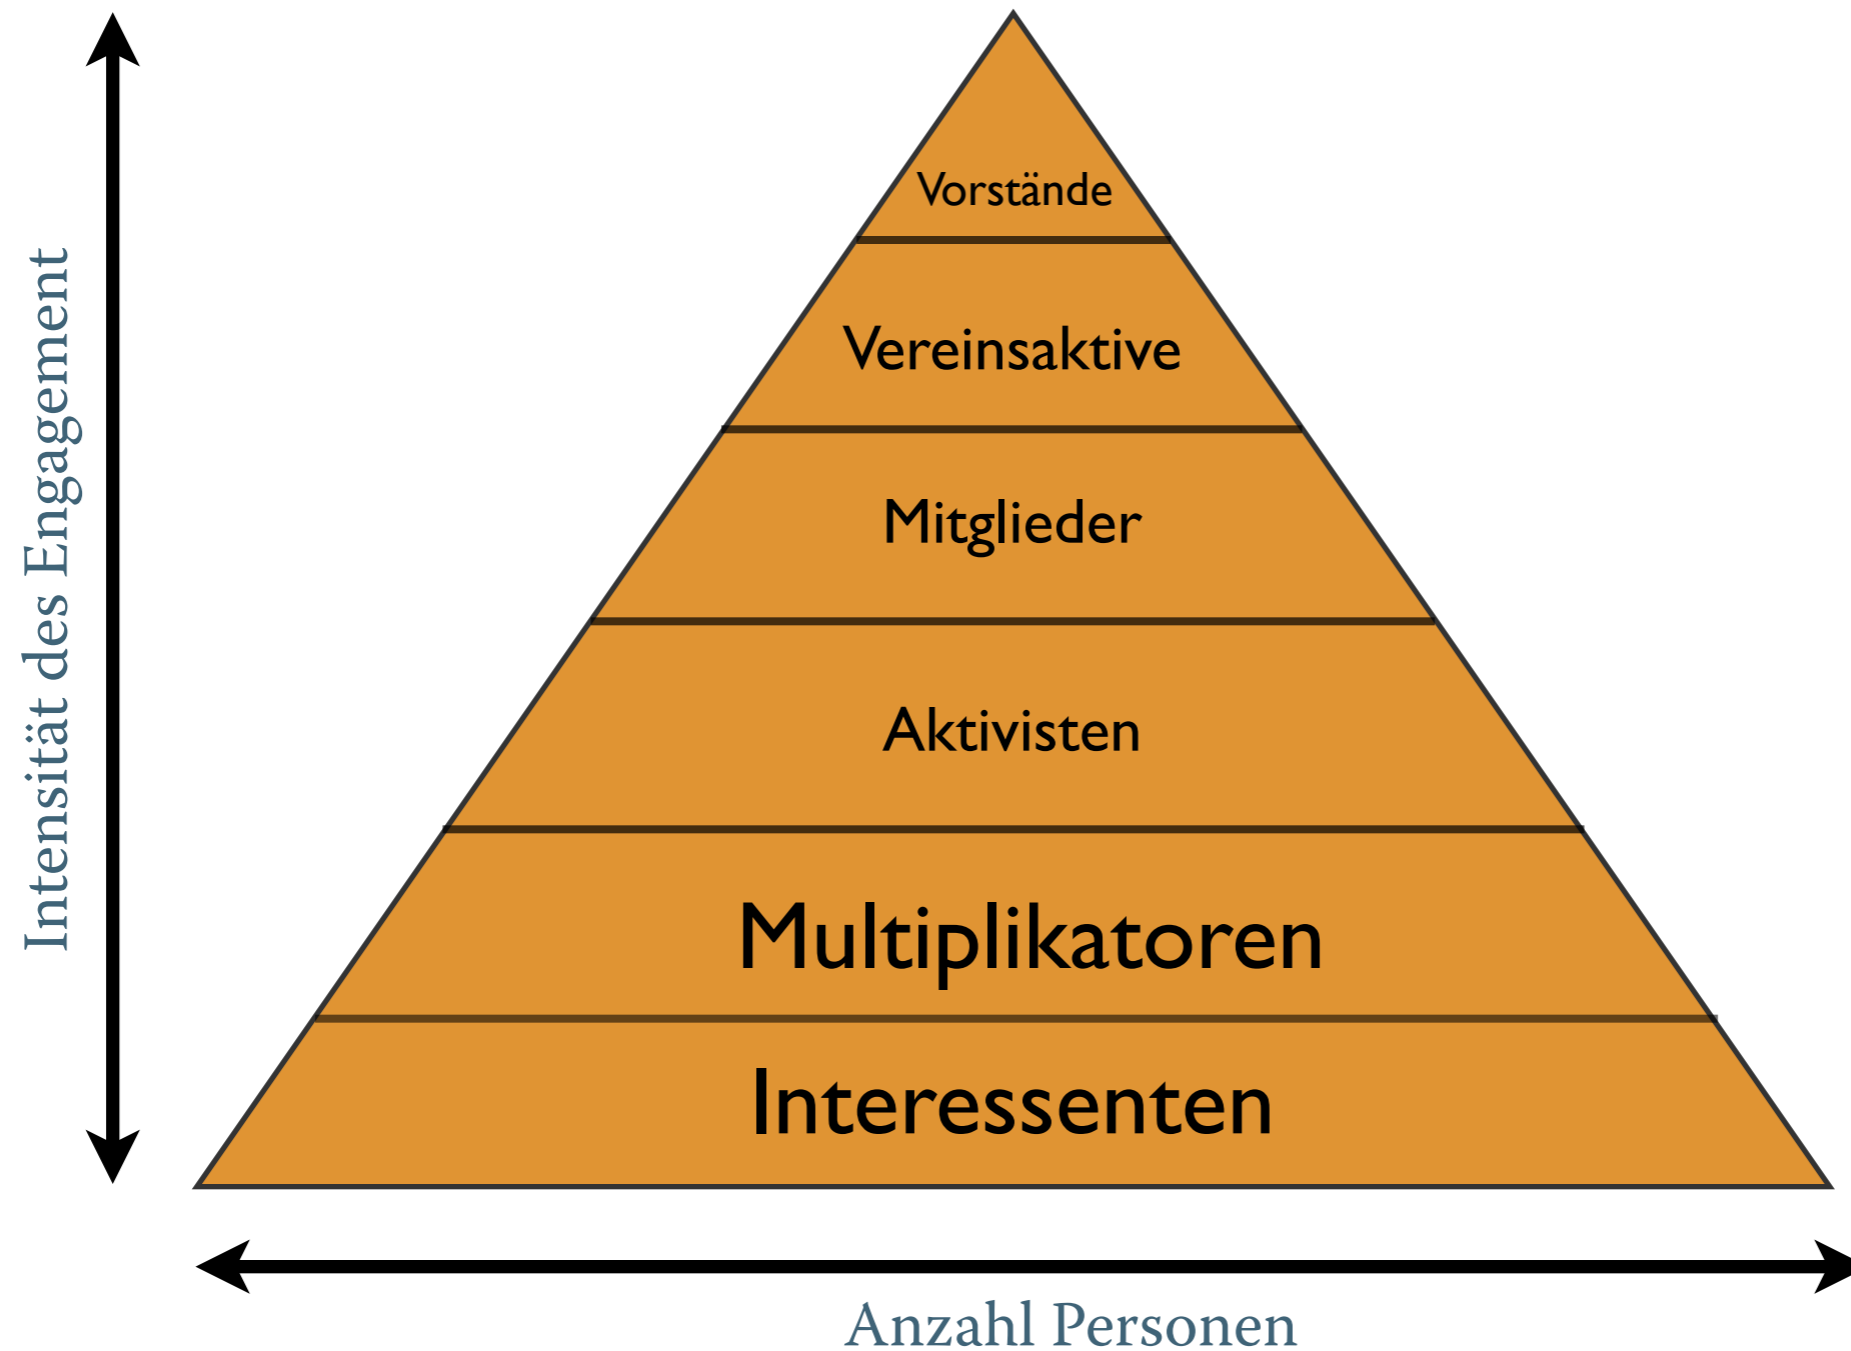 Intensität des Engagement
Vorstände
Vereinsaktive
Mitglieder
Aktivisten
Multiplikatoren
Interessenten
Anzahl Personen